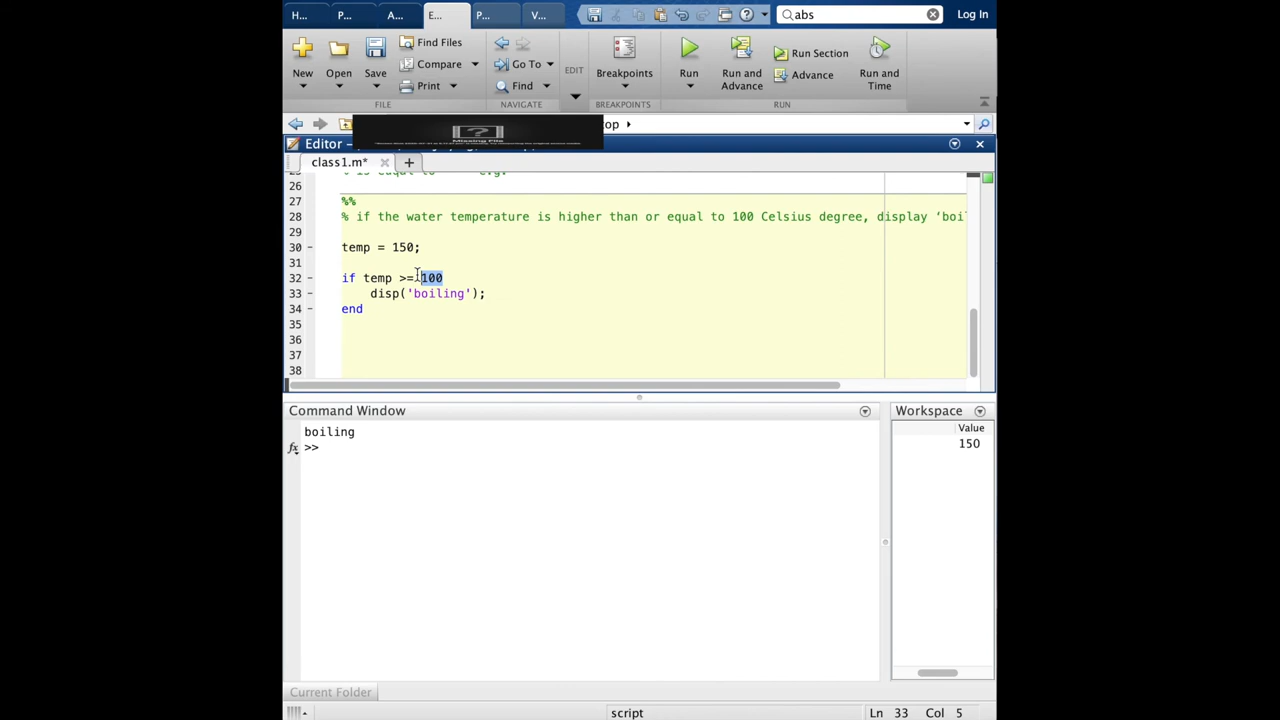 H... P... A... E... P... V... abs Log In
New Open Save Find Files Compare Print Go To Find EDIT Breakpoints Run Run and Advance Run Section Advance Run and Time
FILE NAVIGATE BREAKPOINTS RUN
?
Missing File
op
Editor
class1.m* +
25
26
27 %%
28 % if the water temperature is higher than or equal to 100 Celsius degree, display ‘boi
29
30 temp = 150;
31
32 if temp >= 100
33 disp('boiling');
34 end
35
36
37
38
Command Window
boiling
fx >>
Workspace
Value
150
Current Folder
script Ln 33 Col 5